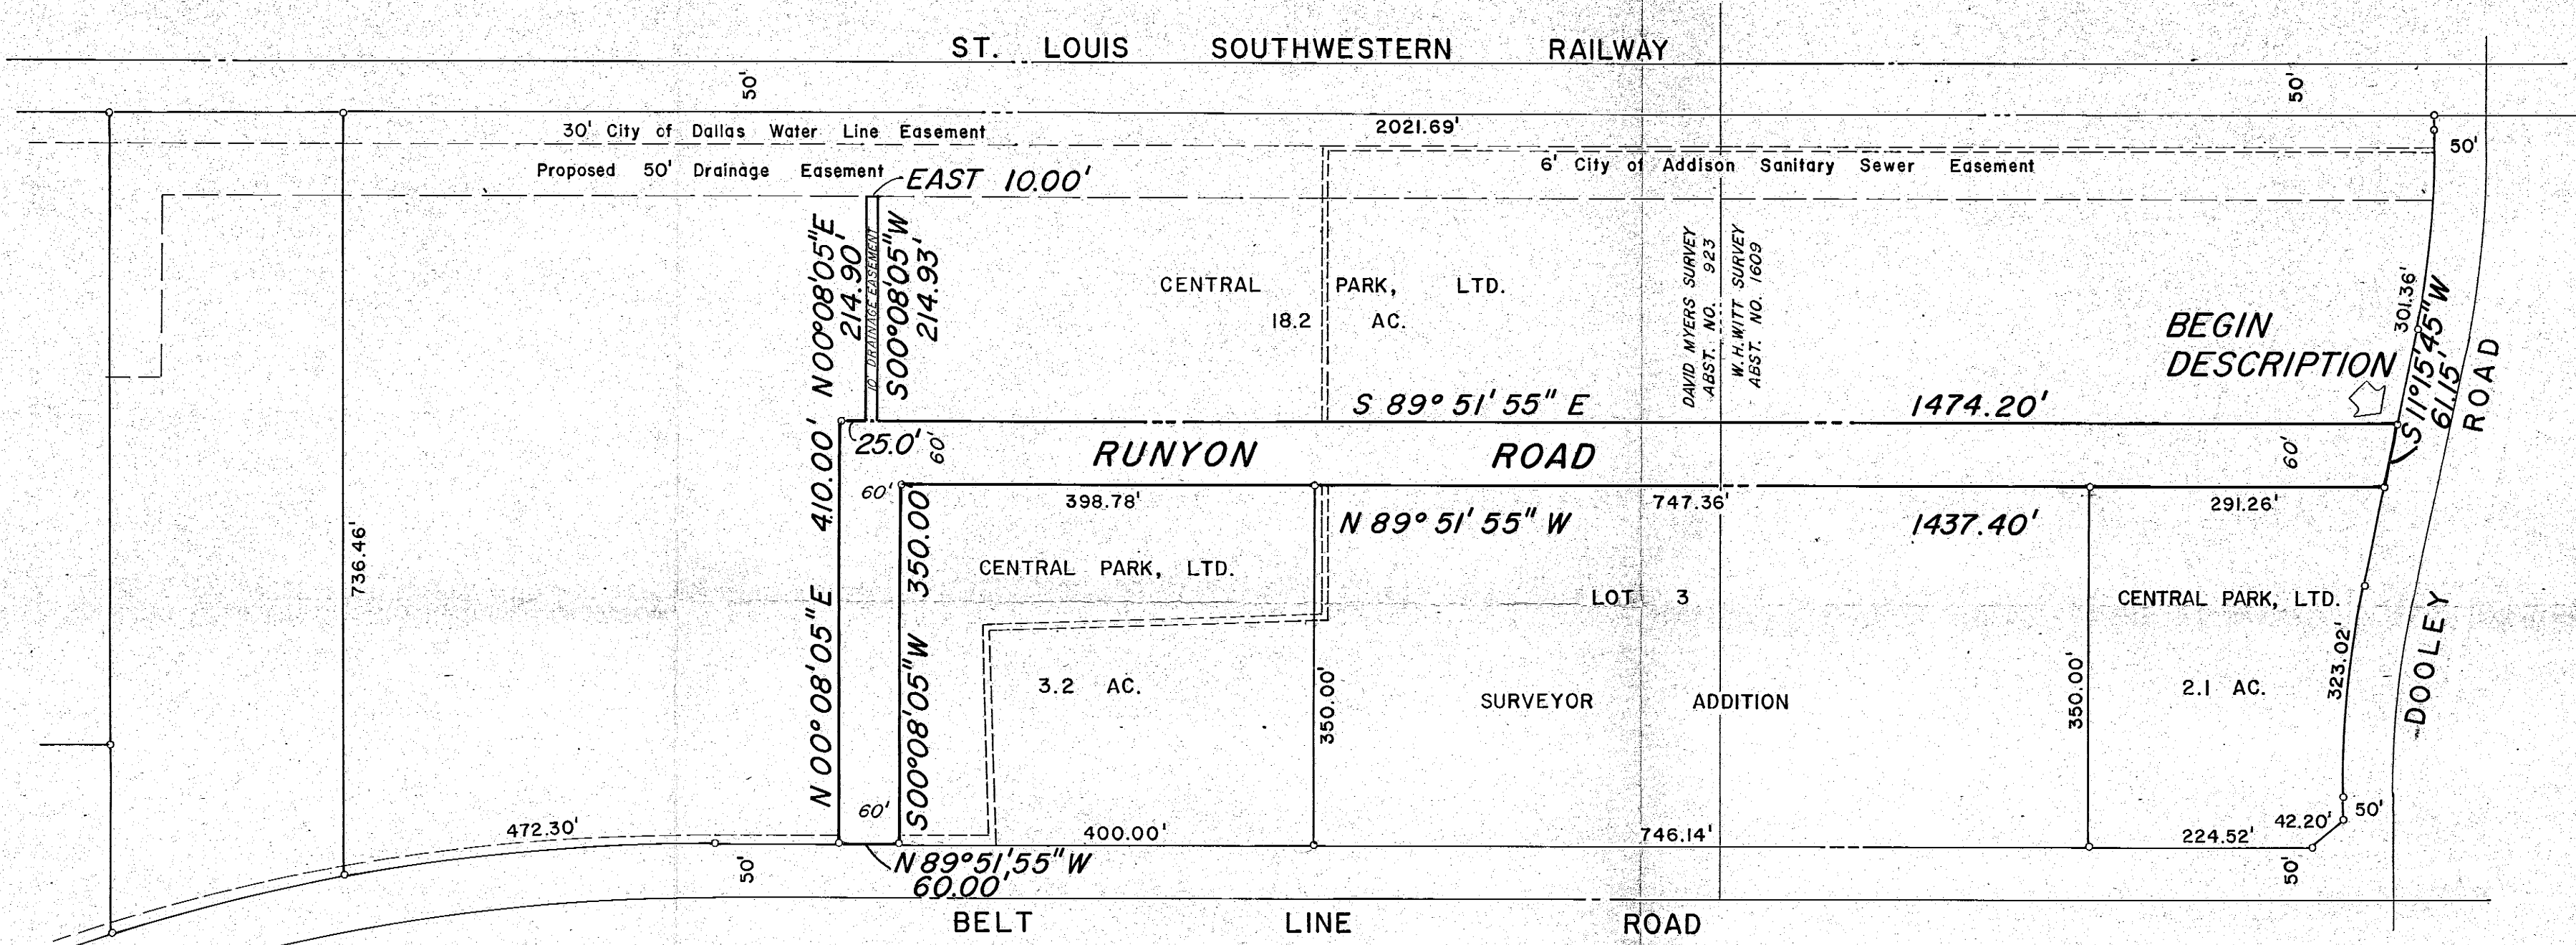 ST. LOUIS SOUTHWESTERN RAILWAY
50'
50'
30' City of Dallas Water Line Easement
2021.69'
50'
Proposed 50' Drainage Easement
EAST 10.00'
6' City of Addison Sanitary Sewer Easement
N00°08'05"E
214.90'
10' DRAINAGE EASEMENT
S00°08'05"W
214.93'
CENTRAL PARK, LTD.
18.2 AC.
DAVID MYERS SURVEY
ABST. NO. 923
W.H.WITT SURVEY
ABST. NO. 1609
BEGIN
DESCRIPTION
301.36'
S 11°15'45"W
61.15'
S 89° 51' 55" E
1474.20'
25.0'
60'
RUNYON ROAD
60'
60'
398.78'
747.36'
291.26'
N 89° 51' 55" W
1437.40'
736.46'
N 00°08'05"E 410.00'
S00°08'05"W 350.00'
CENTRAL PARK, LTD.
3.2 AC.
350.00'
LOT 3
SURVEYOR ADDITION
350.00'
CENTRAL PARK, LTD.
2.1 AC.
323.02'
DOOLEY ROAD
472.30'
50'
60'
400.00'
746.14'
224.52'
42.20'
50'
50'
N 89°51,55"W
60.00'
BELT LINE ROAD